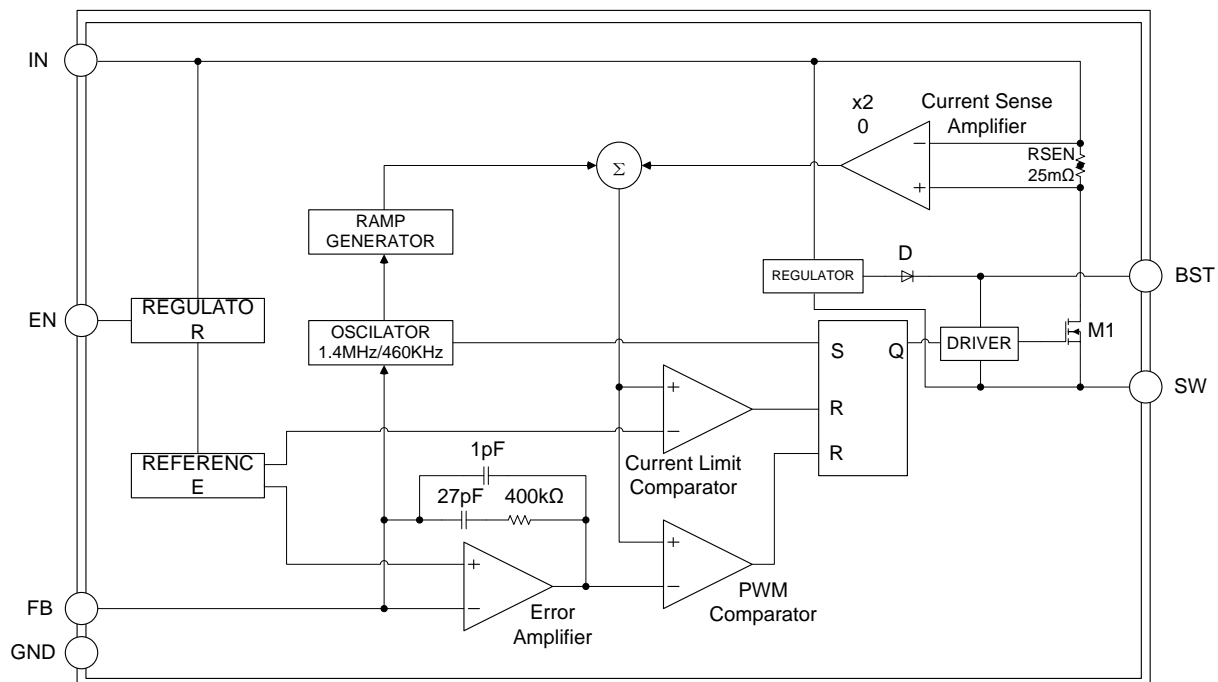 IN
x2
0
Current Sense
Amplifier
−
+
RSEN
25mΩ
Σ
RAMP
GENERATOR
D
REGULATOR
BST
EN
REGULATO
R
OSCILATOR
1.4MHz/460KHz
S
Q
DRIVER
M1
SW
+
−
R
R
REFERENC
E
1pF
27pF
400kΩ
Current Limit
Comparator
+
−
Error
Amplifier
+
−
PWM
Comparator
FB
GND